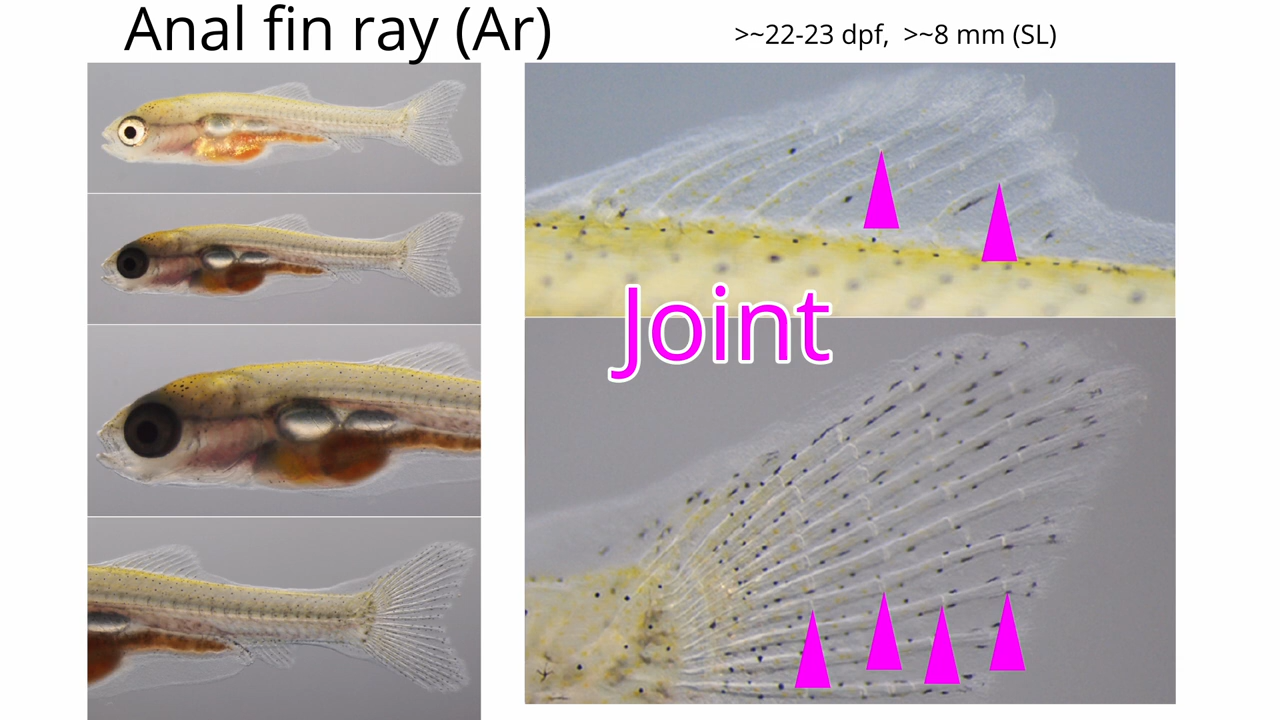 Anal fin ray (Ar)
>~22-23 dpf,  >~8 mm (SL)
Joint